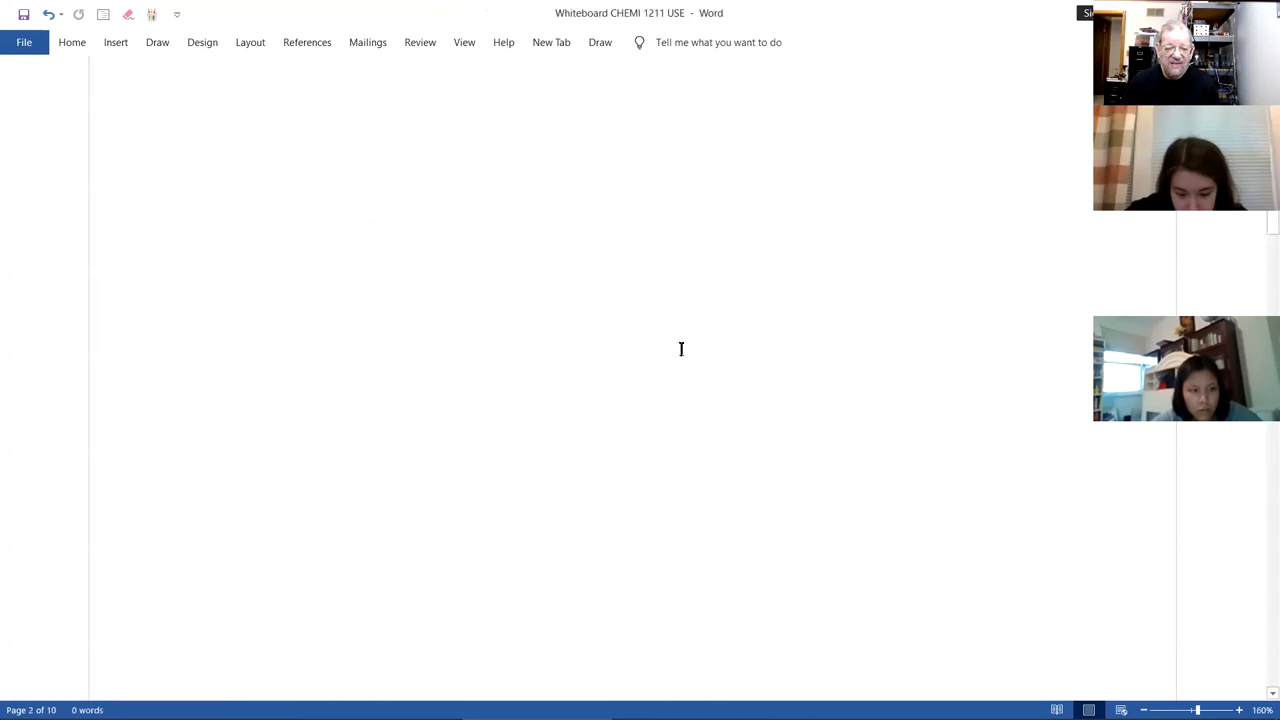 Whiteboard CHEMI 1211 USE - Word
File Home Insert Draw Design Layout References Mailings Review View Help New Tab Draw Tell me what you want to do
Page 2 of 10 0 words 160%